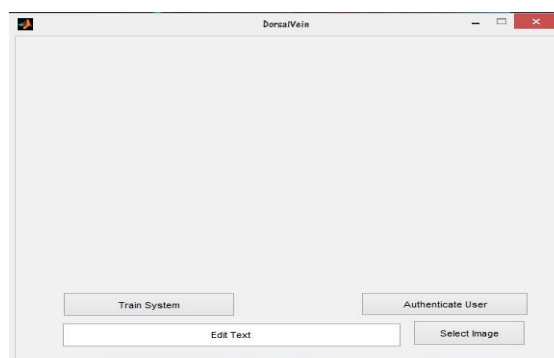 DorsalVein
Train System
Authenticate User
Edit Text
Select Image